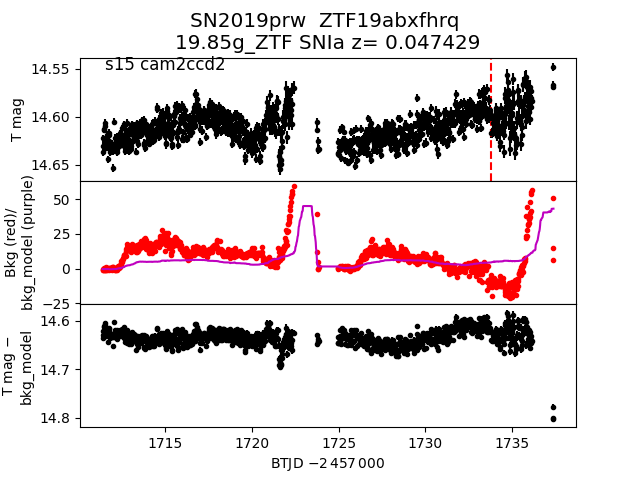 SN2019prw ZTF19abxfhrq
19.85g_ZTF SNIa z= 0.047429
s15 cam2ccd2
T mag
14.55
14.60
14.65
Bkg (red)/
bkg_model (purple)
50
25
0
−25
T mag −
bkg_model
14.6
14.7
14.8
1715
1720
1725
1730
1735
BTJD −2 457 000